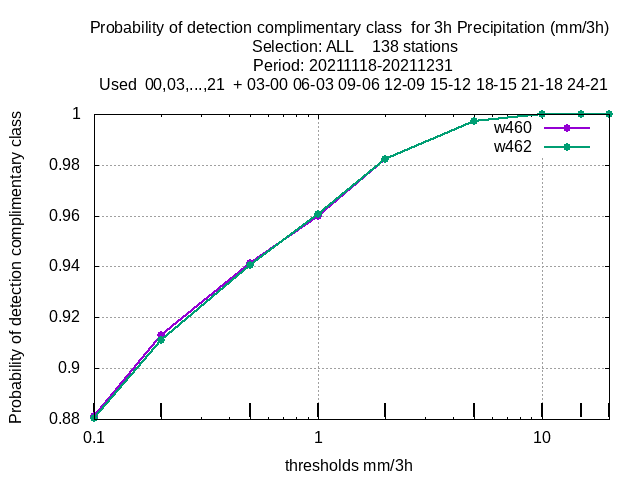 Probability of detection complimentary class  for 3h Precipitation (mm/3h)
Selection: ALL    138 stations
Period: 20211118-20211231
Used  00,03,...,21  + 03-00 06-03 09-06 12-09 15-12 18-15 21-18 24-21
Probability of detection complimentary class
1
0.98
0.96
0.94
0.92
0.9
0.88
w460
w462
0.1
1
10
thresholds mm/3h